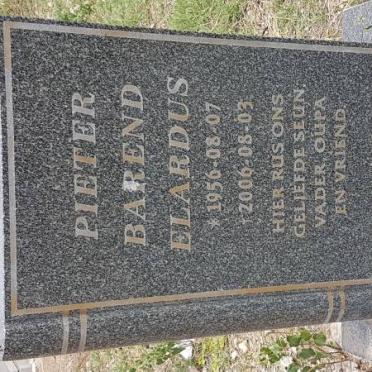 PIETER
BAREND
ELARDUS
* 1956-08-07
† 2006-08-03
HIER RUS ONS
GELIEFDE SEUN
VADER, OUPA
EN VRIEND